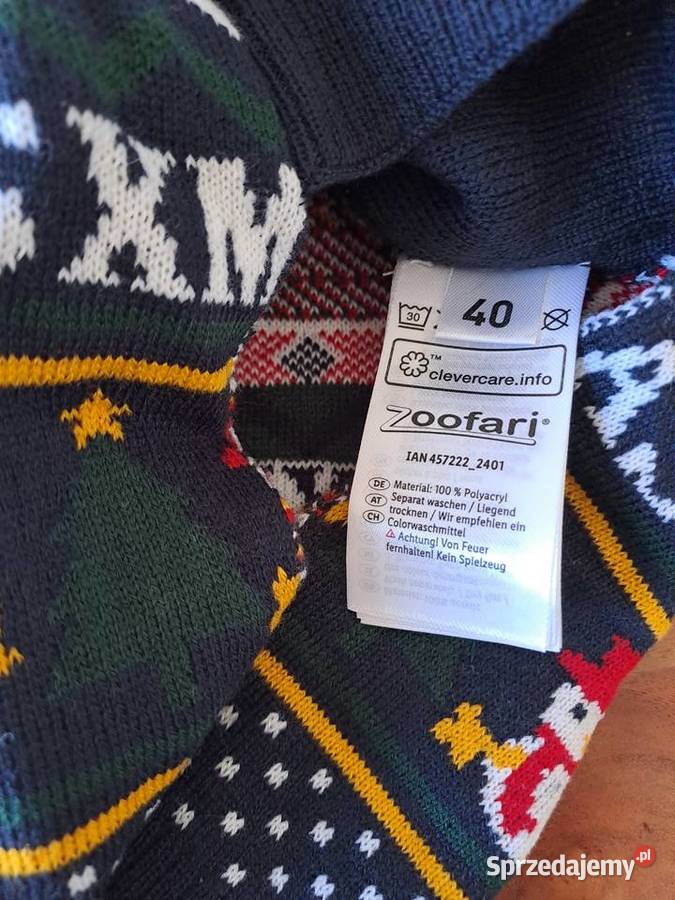 XM
30
40
™
clevercare.info
Zoofari®
IAN 457222_2401
DE Material: 100 % Polyacryl
AT Separat waschen / Liegend
CH trocknen / Wir empfehlen ein
Colorwaschmittel
⚠ Achtung! Von Feuer
fernhalten! Kein Spielzeug
Sprzedajemy.pl